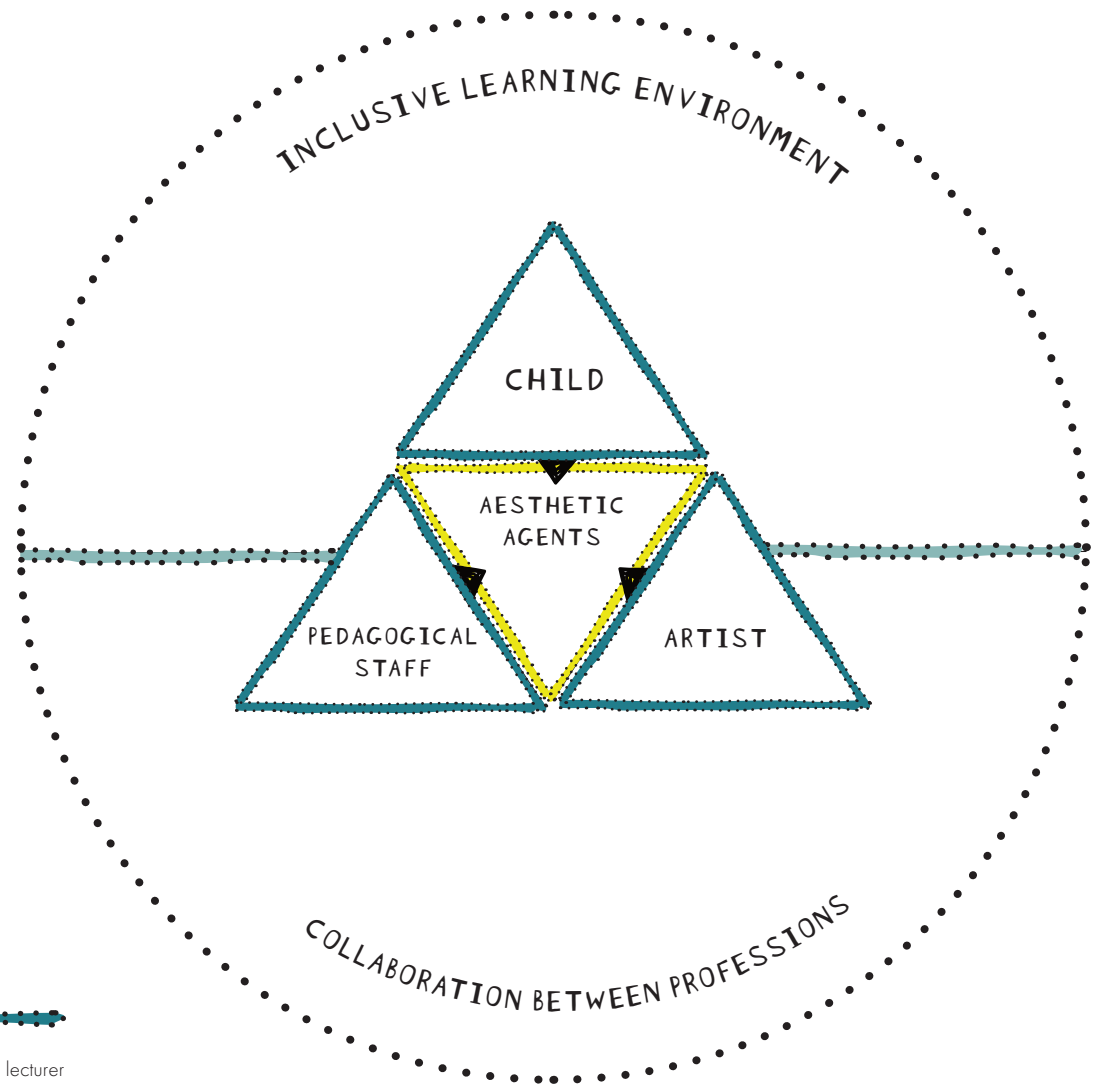 INCLUSIVE LEARNING ENVIRONMENT
CHILD
AESTHETIC
AGENTS
PEDAGOGICAL
STAFF
ARTIST
COLLABORATION BETWEEN PROFESSIONS
lecturer